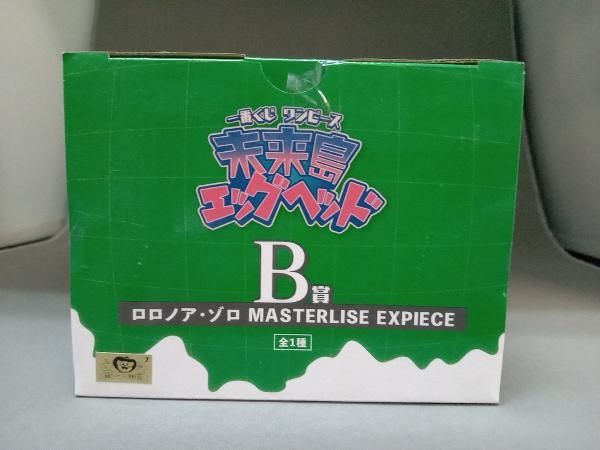 一番くじ ワンピース
未来島
エッグヘッド
B賞
ロロノア・ゾロ MASTERLISE EXPIECE
全1種
7